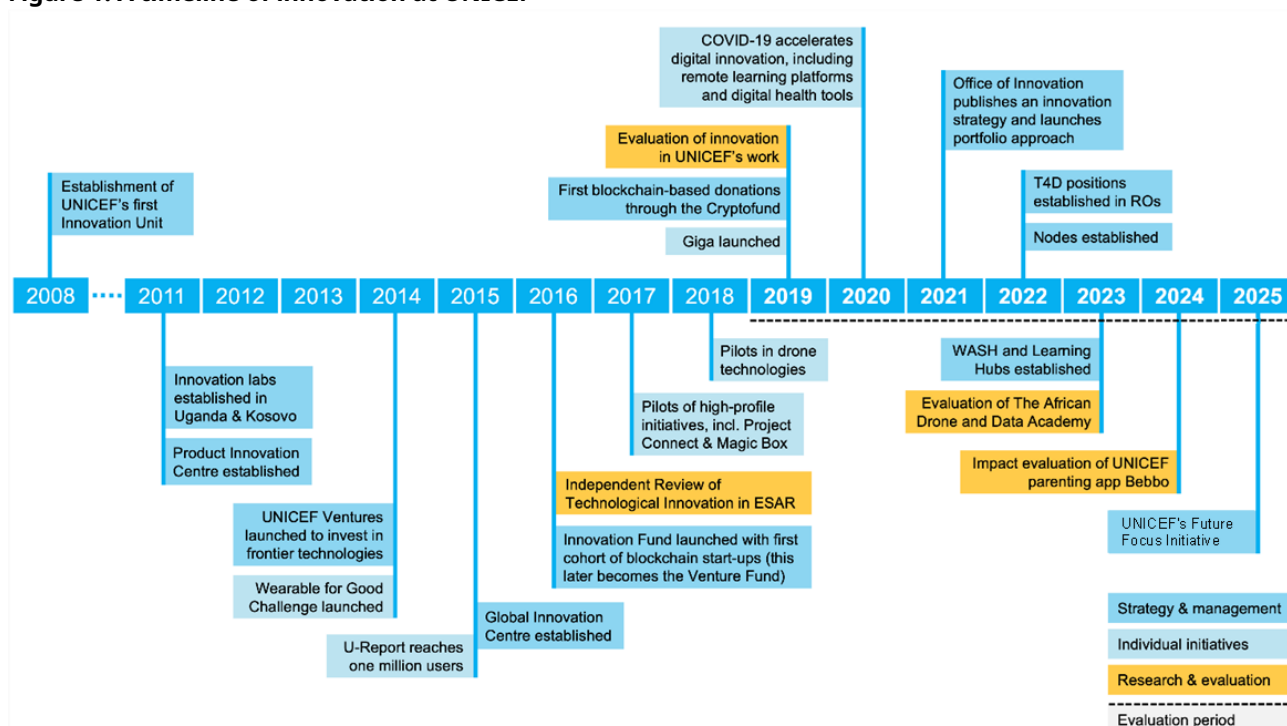 Figure 1: A timeline of innovation at UNICEF
COVID-19 accelerates
digital innovation, including
remote learning platforms
and digital health tools
Office of Innovation
publishes an innovation
strategy and launches
portfolio approach
Evaluation of innovation
in UNICEF's work
Establishment of
UNICEF's first
Innovation Unit
First blockchain-based donations
through the Cryptofund
T4D positions
established in ROs
Giga launched
Nodes established
2008
2011
2012
2013
2014
2015
2016
2017
2018
2019
2020
2021
2022
2023
2024
2025
Innovation labs
established in
Uganda & Kosovo
Product Innovation
Centre established
UNICEF Ventures
launched to invest in
frontier technologies
Wearable for Good
Challenge launched
U-Report reaches
one million users
Global Innovation
Centre established
Independent Review of
Technological Innovation in ESAR
Innovation Fund launched with first
cohort of blockchain start-ups (this
later becomes the Venture Fund)
Pilots of high-profile
initiatives, incl. Project
Connect & Magic Box
Pilots in drone
technologies
WASH and Learning
Hubs established
Evaluation of The African
Drone and Data Academy
Impact evaluation of UNICEF
parenting app Bebbo
UNICEF's Future
Focus Initiative
Strategy & management
Individual initiatives
Research & evaluation
Evaluation period